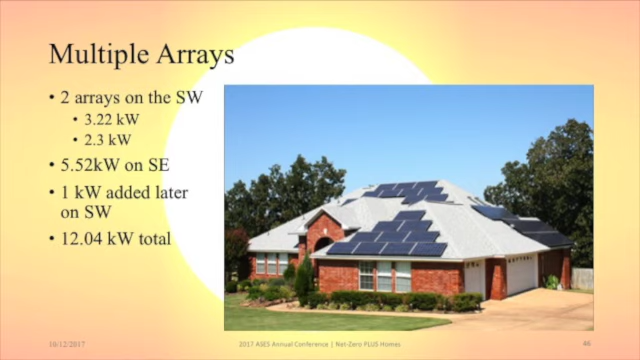 Multiple Arrays
• 2 arrays on the SW
• 3.22 kW
• 2.3 kW
• 5.52kW on SE
• 1 kW added later
on SW
• 12.04 kW total
10/12/2017
2017 ASES Annual Conference | Net-Zero PLUS Homes
46